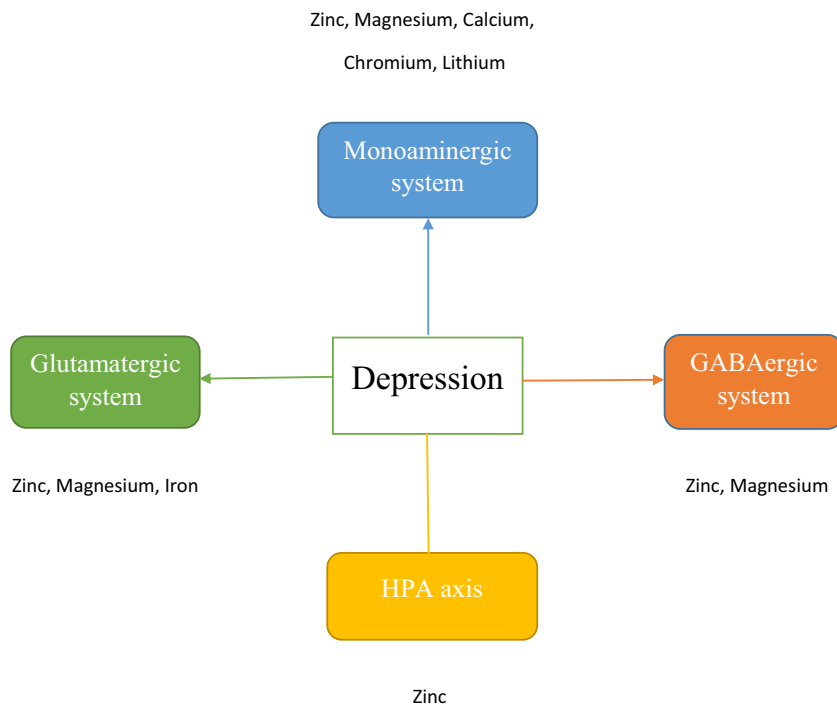 Zinc, Magnesium, Calcium,
Chromium, Lithium
Monoaminergic
system
Glutamatergic
system
Depression
GABAergic
system
Zinc, Magnesium, Iron
Zinc, Magnesium
HPA axis
Zinc